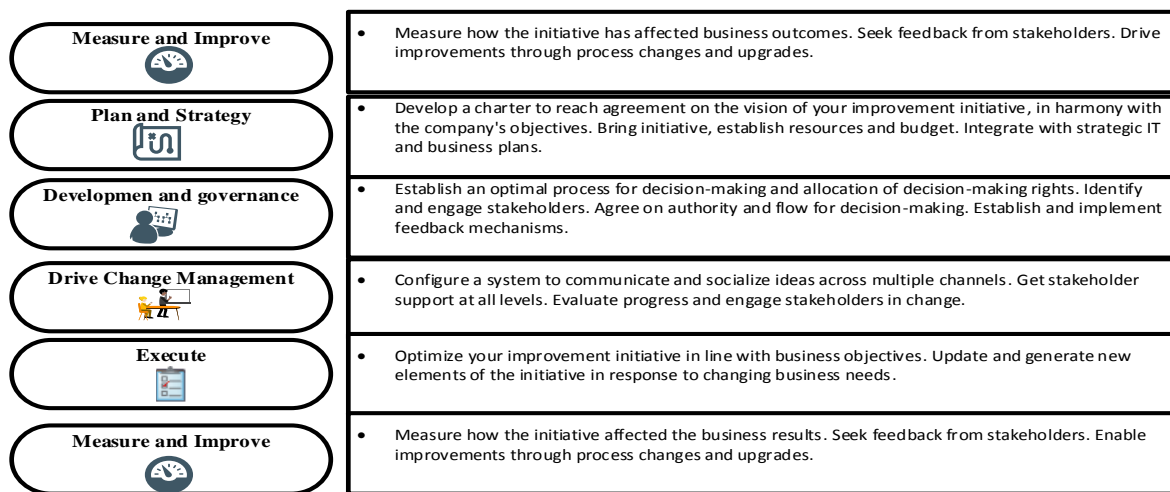 Measure and Improve
• Measure how the initiative has affected business outcomes. Seek feedback from stakeholders. Drive
improvements through process changes and upgrades.
Plan and Strategy
• Develop a charter to reach agreement on the vision of your improvement initiative, in harmony with
the company's objectives. Bring initiative, establish resources and budget. Integrate with strategic IT
and business plans.
Developmen and governance
• Establish an optimal process for decision-making and allocation of decision-making rights. Identify
and engage stakeholders. Agree on authority and flow for decision-making. Establish and implement
feedback mechanisms.
Drive Change Management
• Configure a system to communicate and socialize ideas across multiple channels. Get stakeholder
support at all levels. Evaluate progress and engage stakeholders in change.
Execute
• Optimize your improvement initiative in line with business objectives. Update and generate new
elements of the initiative in response to changing business needs.
Measure and Improve
• Measure how the initiative affected the business results. Seek feedback from stakeholders. Enable
improvements through process changes and upgrades.